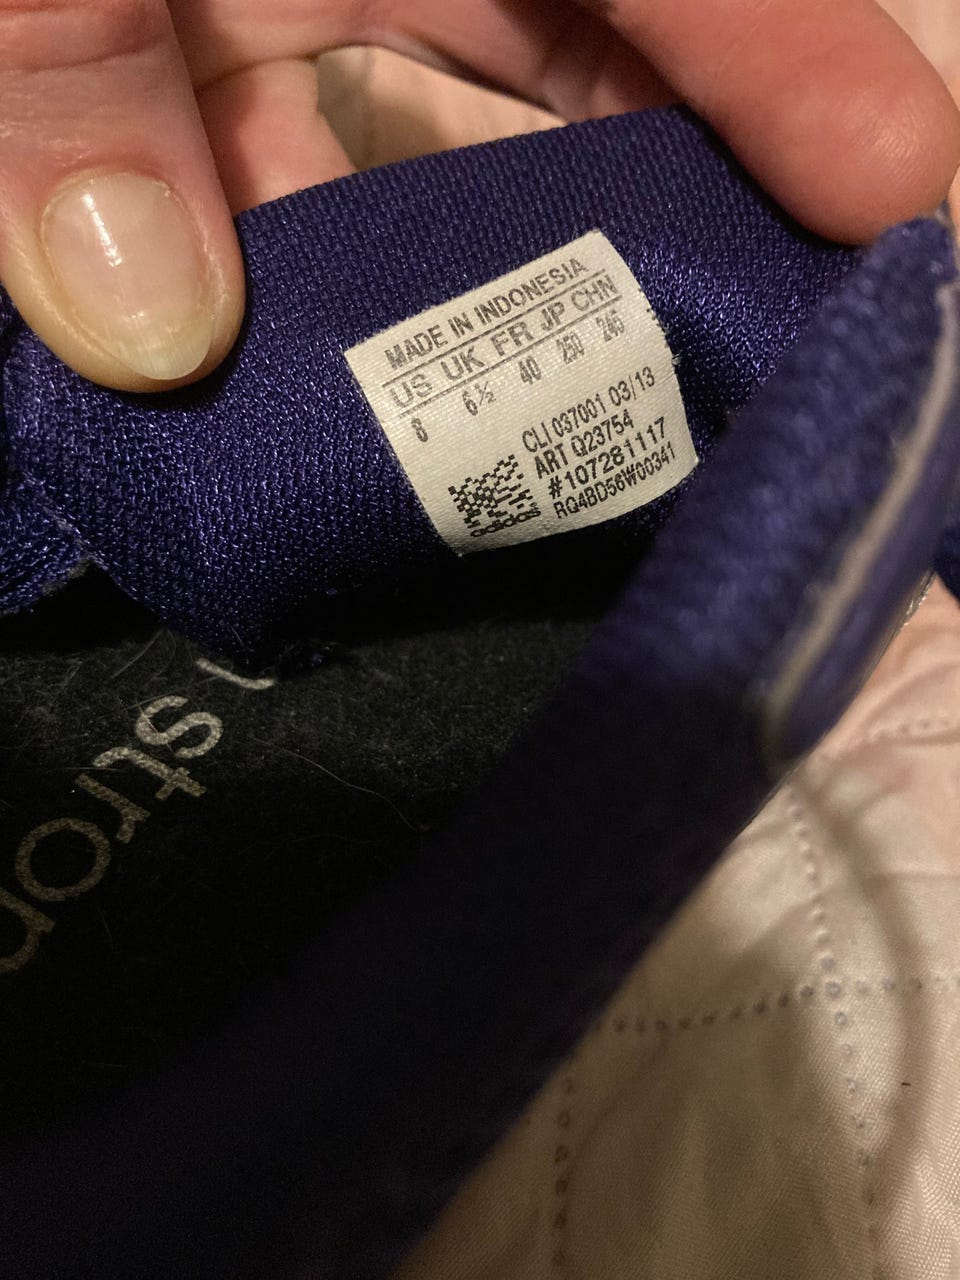 MADE IN INDONESIA
US UK FR JP CHN
8 6½ 40 250 245
CLI 037001 03/13
ART Q23754
#107281117
RQ4BD56W00341
adidas
stron